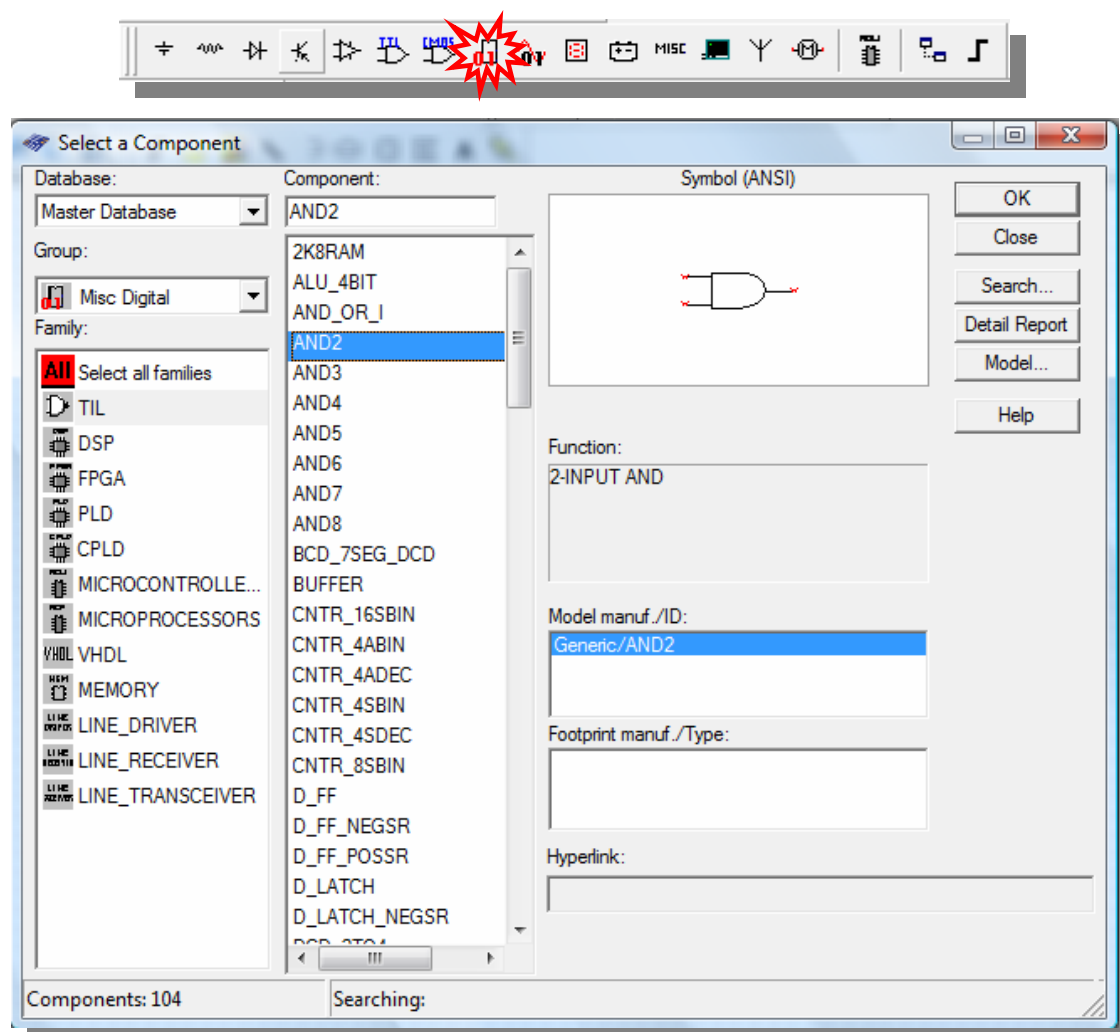 TTL CMOS MISC MCU
Select a Component
Database:
Master Database
Group:
Misc Digital
Family:
All Select all families
TIL
DSP
FPGA
PLD
CPLD
MICROCONTROLLE...
MICROPROCESSORS
VHDL VHDL
MEMORY
LINE_DRIVER
LINE_RECEIVER
LINE_TRANSCEIVER
Component:
AND2
2K8RAM
ALU_4BIT
AND_OR_I
AND2
AND3
AND4
AND5
AND6
AND7
AND8
BCD_7SEG_DCD
BUFFER
CNTR_16SBIN
CNTR_4ABIN
CNTR_4ADEC
CNTR_4SBIN
CNTR_4SDEC
CNTR_8SBIN
D_FF
D_FF_NEGSR
D_FF_POSSR
D_LATCH
D_LATCH_NEGSR
Symbol (ANSI)
Function:
2-INPUT AND
Model manuf./ID:
Generic/AND2
Footprint manuf./Type:
Hyperlink:
OK
Close
Search...
Detail Report
Model...
Help
Components: 104
Searching: